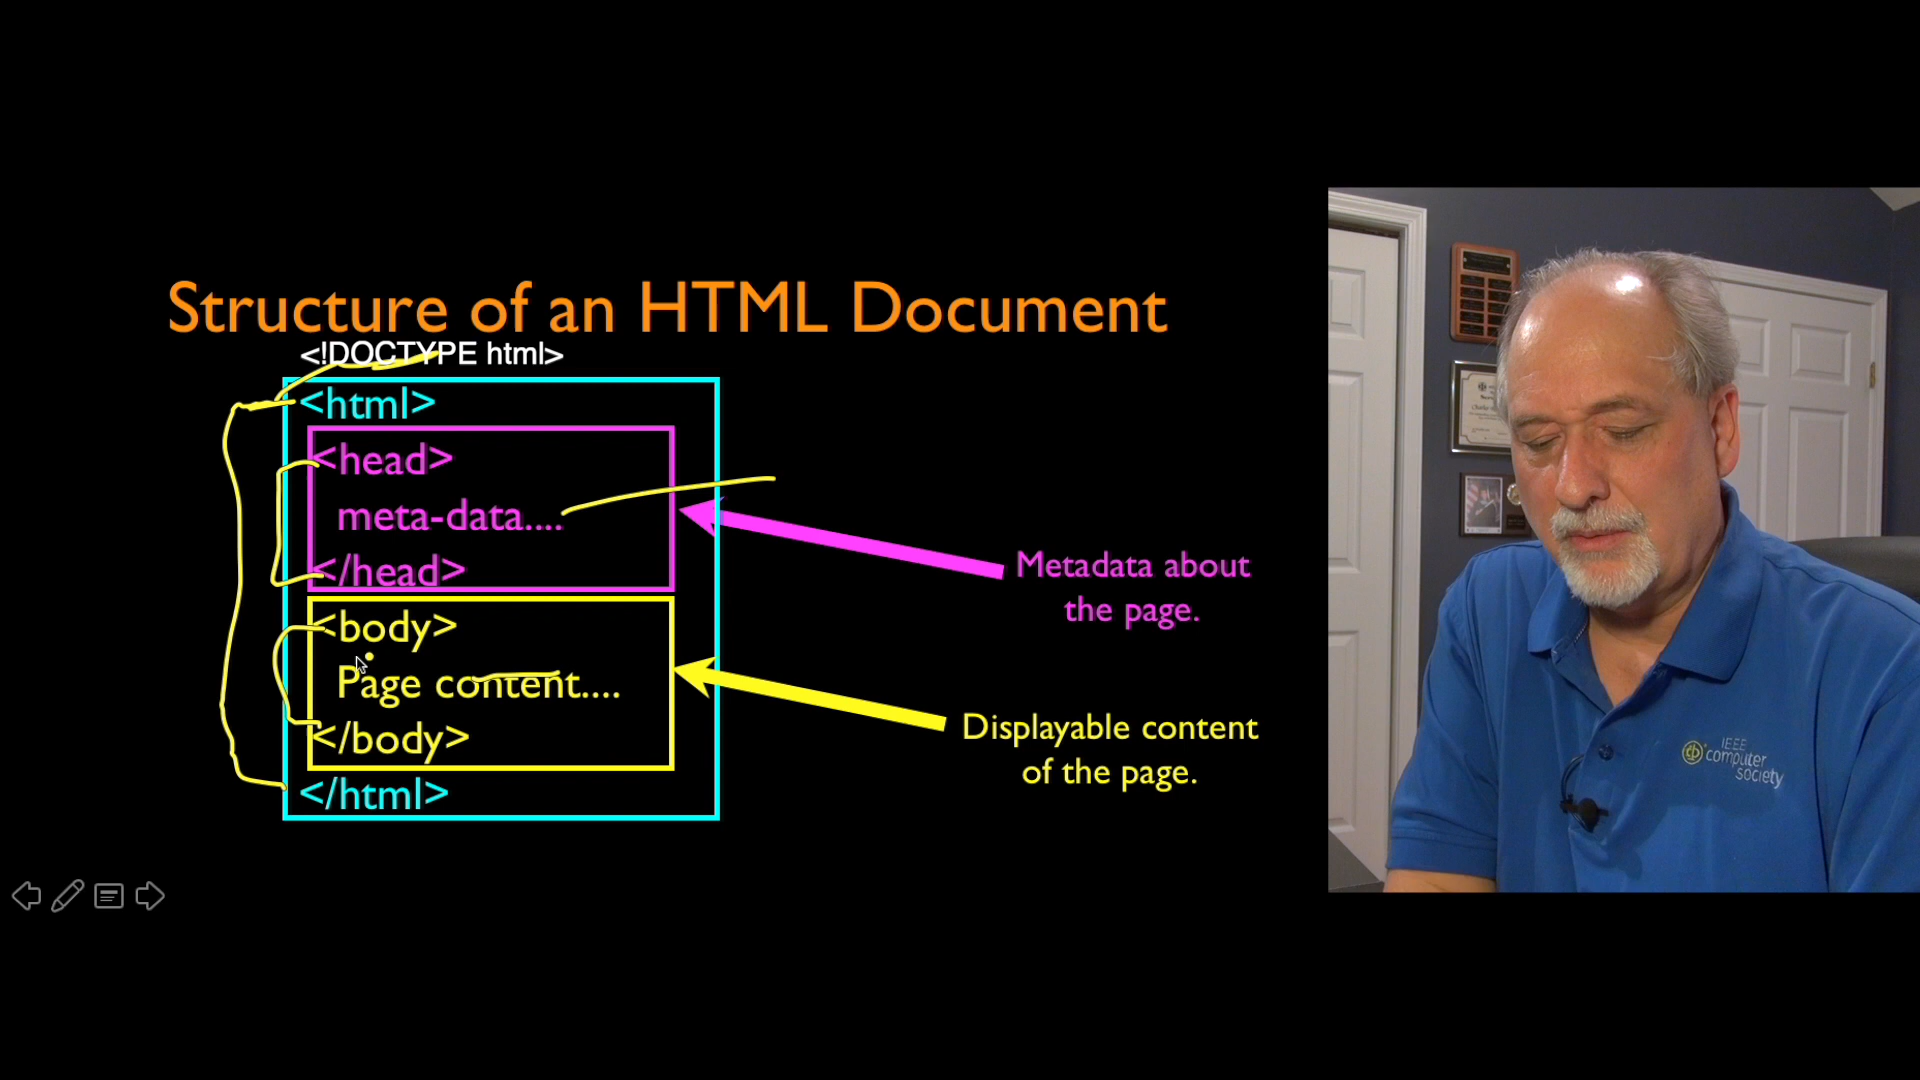 Structure of an HTML Document
<!DOCTYPE html>
<html>
<head>
meta-data....
</head>
<body>
Page content....
</body>
</html>
Metadata about
the page.
Displayable content
of the page.
IEEE
computer
society